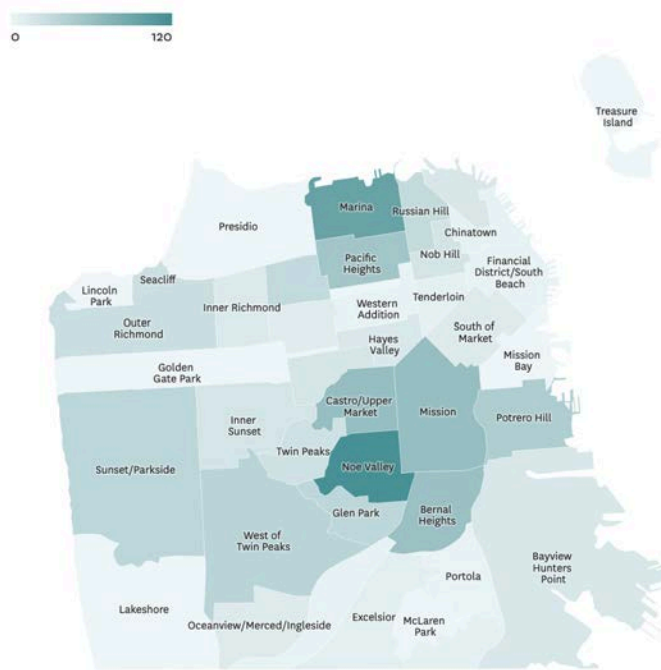 0
120
Treasure
Island
Marina
Russian Hill
Presidio
Chinatown
Pacific
Heights
Nob Hill
Financial
District/South
Beach
Seacliff
Lincoln
Park
Inner Richmond
Western
Addition
Tenderloin
Outer
Richmond
South of
Market
Hayes
Valley
Mission
Bay
Golden
Gate Park
Castro/Upper
Market
Mission
Potrero Hill
Inner
Sunset
Twin Peaks
Sunset/Parkside
Noe Valley
Glen Park
Bernal
Heights
West of
Twin Peaks
Bayview
Hunters
Point
Portola
Lakeshore
Oceanview/Merced/Ingleside
Excelsior
McLaren
Park